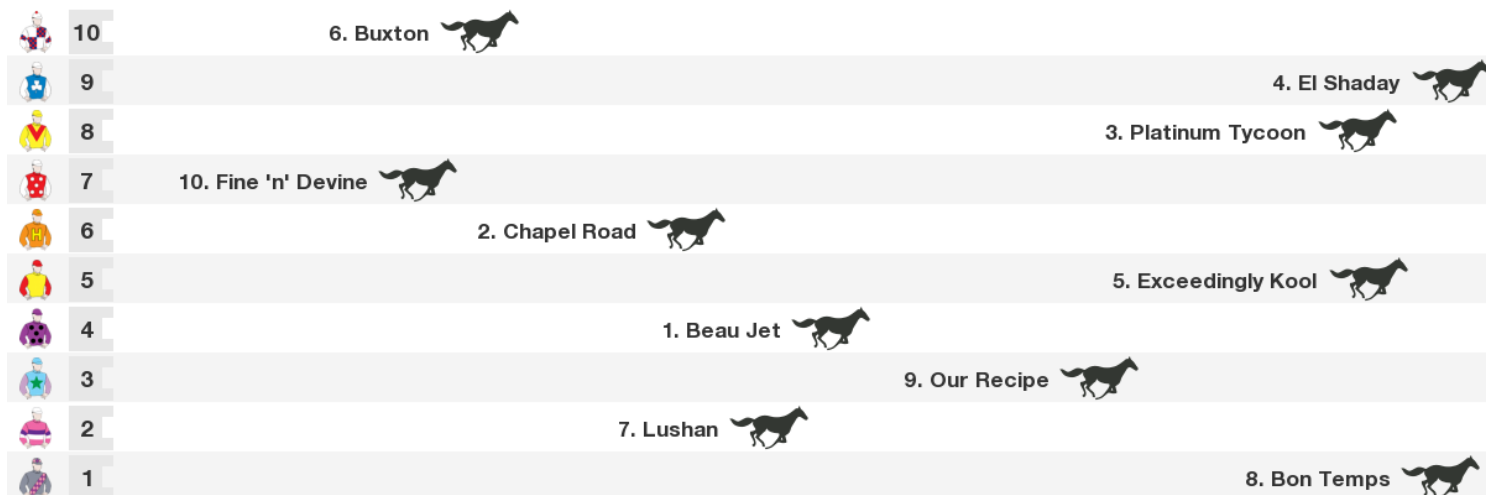 10 6. Buxton
9 4. El Shaday
8 3. Platinum Tycoon
7 10. Fine 'n' Devine
H 6 2. Chapel Road
5 5. Exceedingly Kool
4 1. Beau Jet
3 9. Our Recipe
2 7. Lushan
1 8. Bon Temps